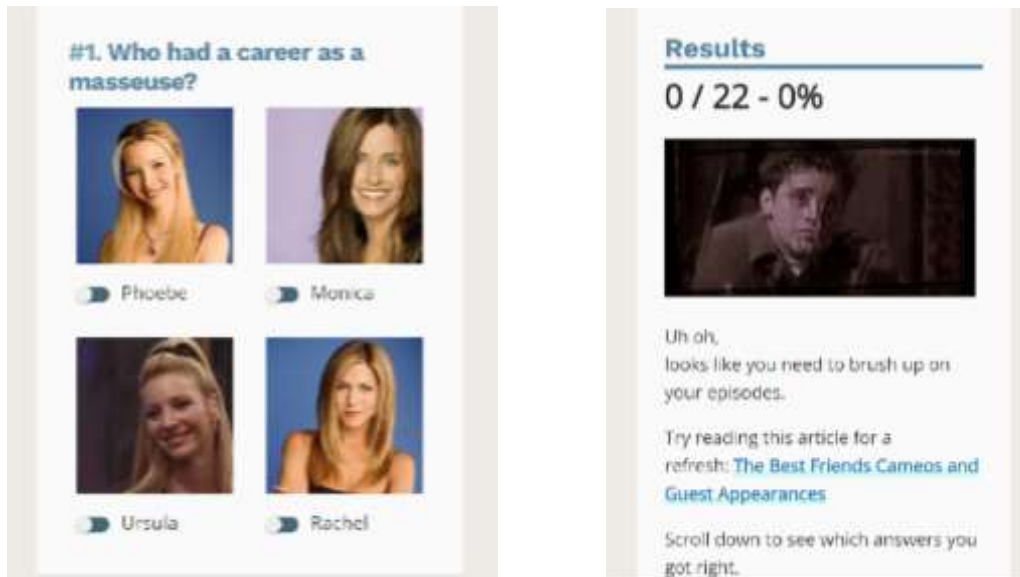 #1. Who had a career as a
masseuse?
Phoebe
Monica
Ursula
Rachel
Results
0 / 22 - 0%
Uh oh,
looks like you need to brush up on
your episodes.
Try reading this article for a
refresh: The Best Friends Cameos and
Guest Appearances
Scroll down to see which answers you
got right.